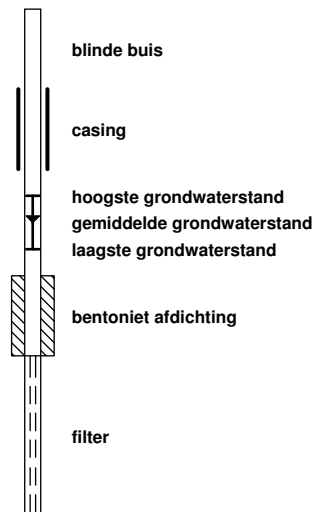 blinde buis
casing
hoogste grondwaterstand
gemiddelde grondwaterstand
laagste grondwaterstand
bentoniet afdichting
filter